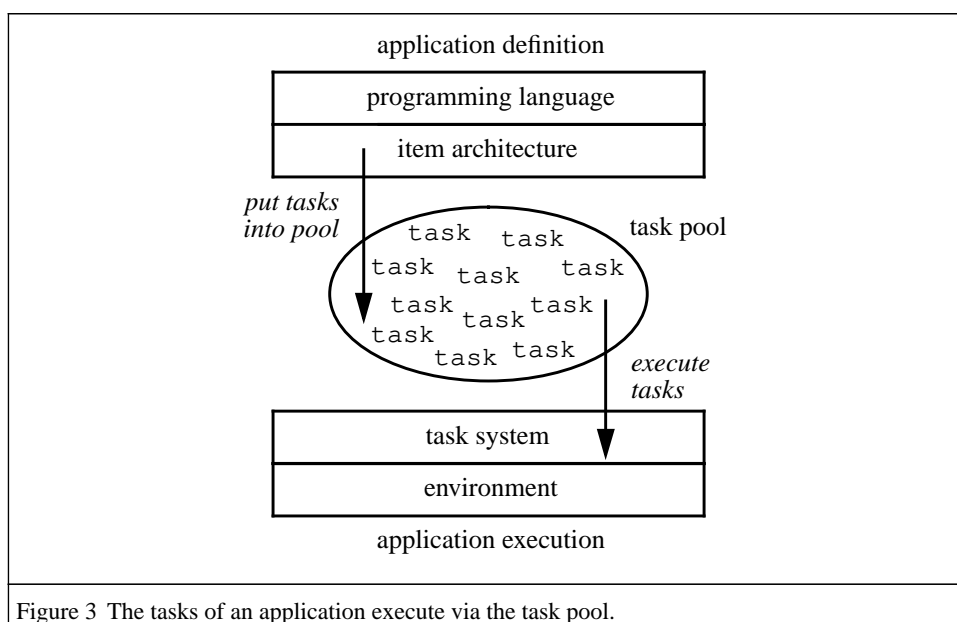 application definition
programming language
item architecture
put tasks
into pool
task pool
task
task
task
task
task
task
task
task
task
task
task
execute
tasks
task system
environment
application execution
Figure 3 The tasks of an application execute via the task pool.